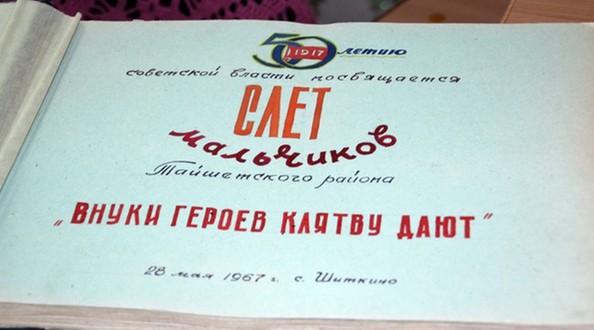 50 летию
1917
советской власти посвящается
СЛЕТ
мальчиков
Тайшетского района
„ВНУКИ ГЕРОЕВ КЛЯТВУ ДАЮТ"
28 мая 1967 г. с. Шиткино